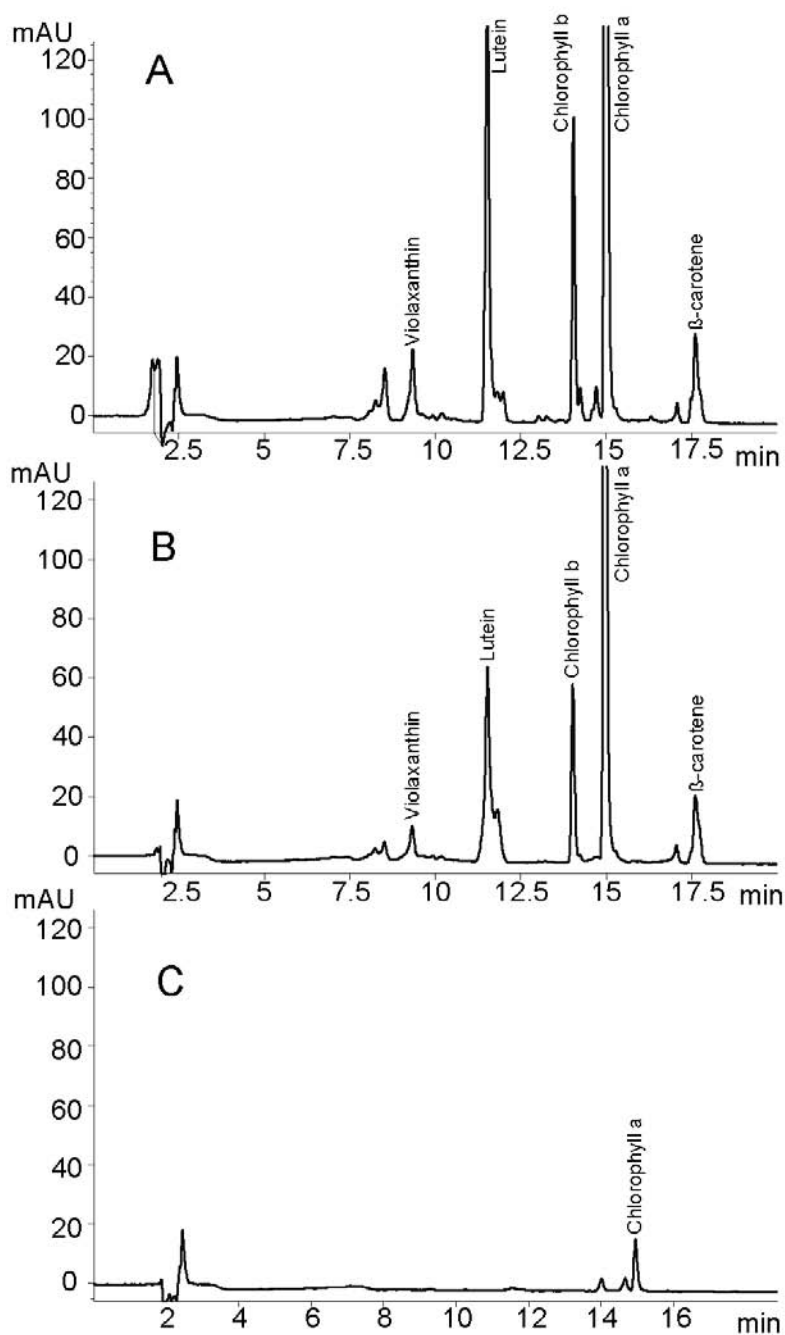 mAU
120
100
80
60
40
20
0
A
Violaxanthin
Lutein
Chlorophyll b
Chlorophyll a
ß-carotene
2.5 5 7.5 10 12.5 15 17.5 min
mAU
120
100
80
60
40
20
0
B
Violaxanthin
Lutein
Chlorophyll b
Chlorophyll a
ß-carotene
2.5 5 7.5 10 12.5 15 17.5 min
mAU
120
100
80
60
40
20
0
C
Chlorophyll a
2 4 6 8 10 12 14 16 min